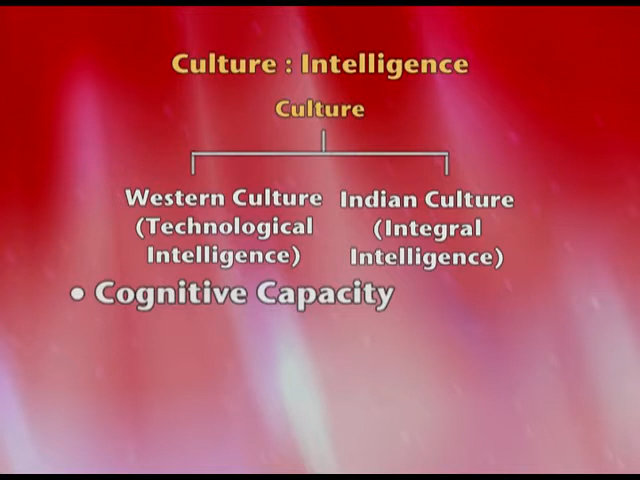 Culture : Intelligence
Culture
Western Culture
(Technological
Intelligence)
Indian Culture
(Integral
Intelligence)
• Cognitive Capacity